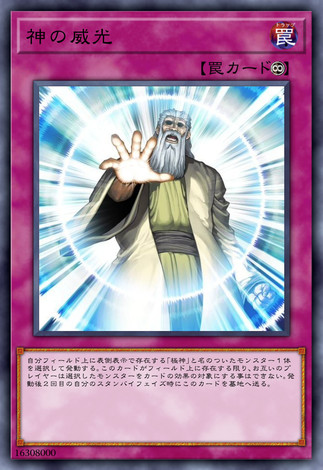 神の威光
トラップ
罠
【罠カード】
自分フィールド上に表側表示で存在する「極神」と名のついたモンスター１体
を選択して発動する。このカードがフィールド上に存在する限り、お互いのプ
レイヤーは選択したモンスターをカードの効果の対象にする事はできない。発
動後２回目の自分のスタンバイフェイズ時にこのカードを墓地へ送る。
16308000